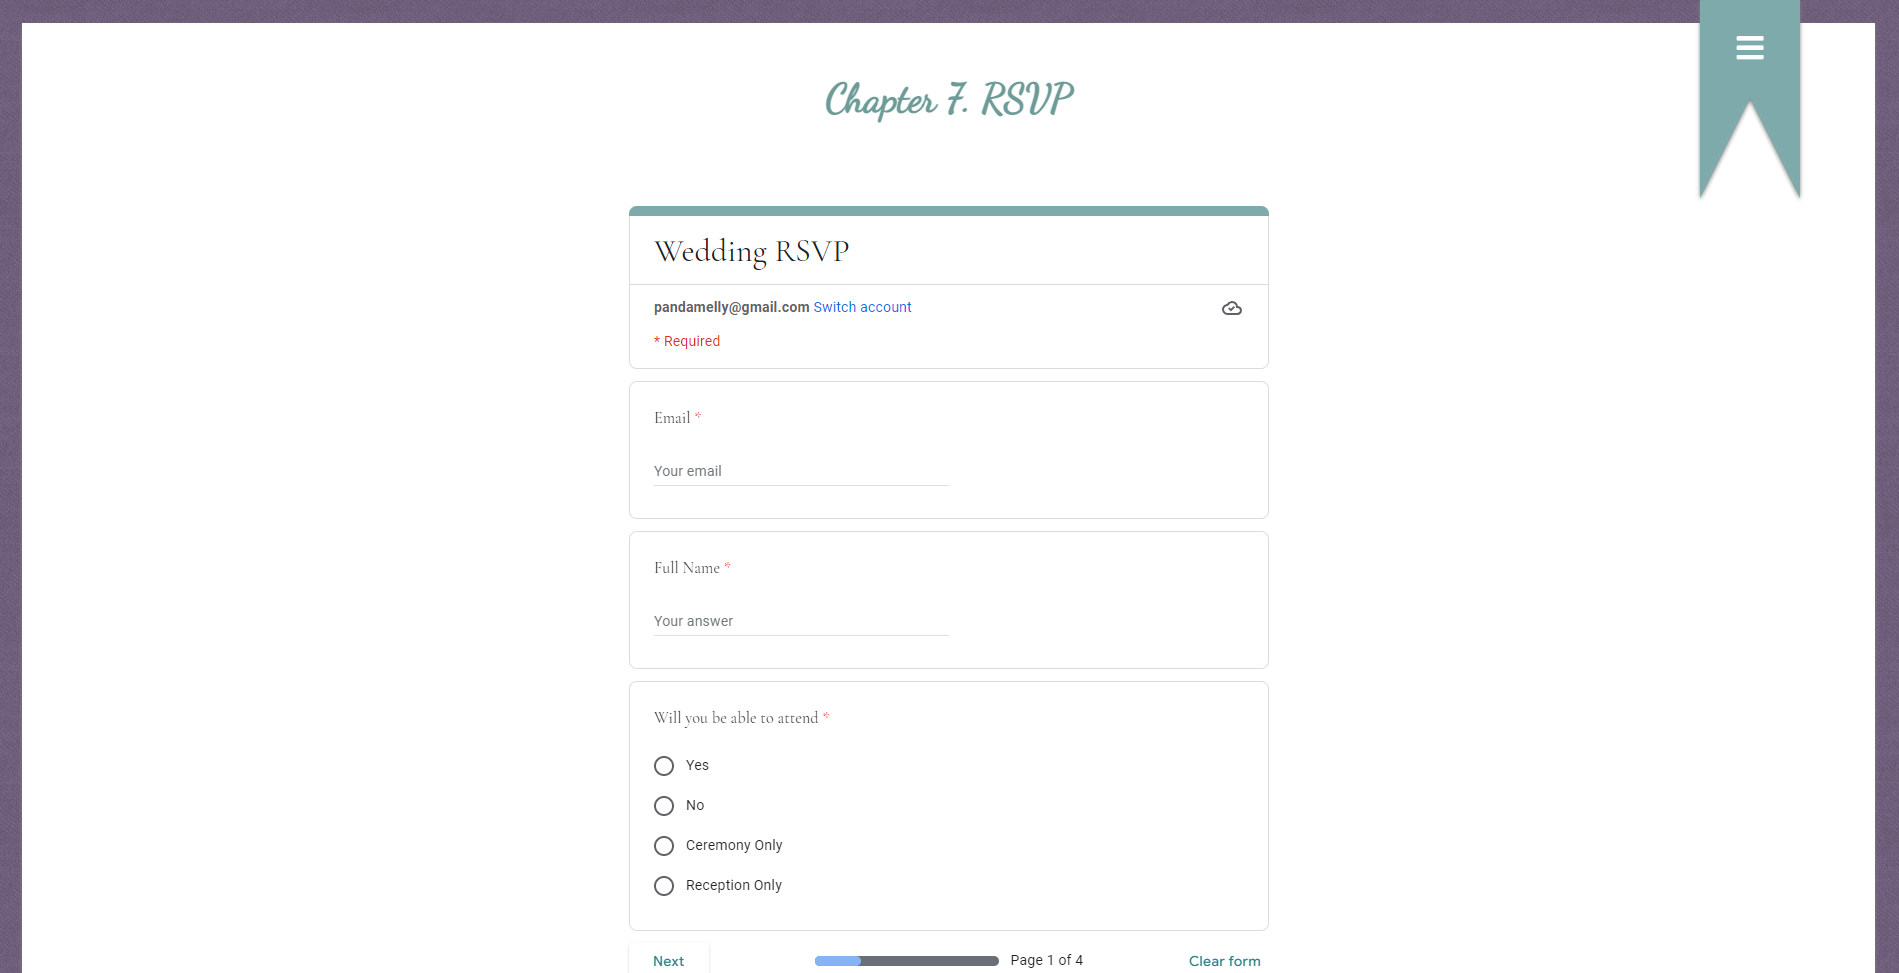 Chapter 7. RSVP
Wedding RSVP
pandamelly@gmail.com Switch account
* Required
Email *
Your email
Full Name *
Your answer
Will you be able to attend *
Yes
No
Ceremony Only
Reception Only
Next Page 1 of 4 Clear form